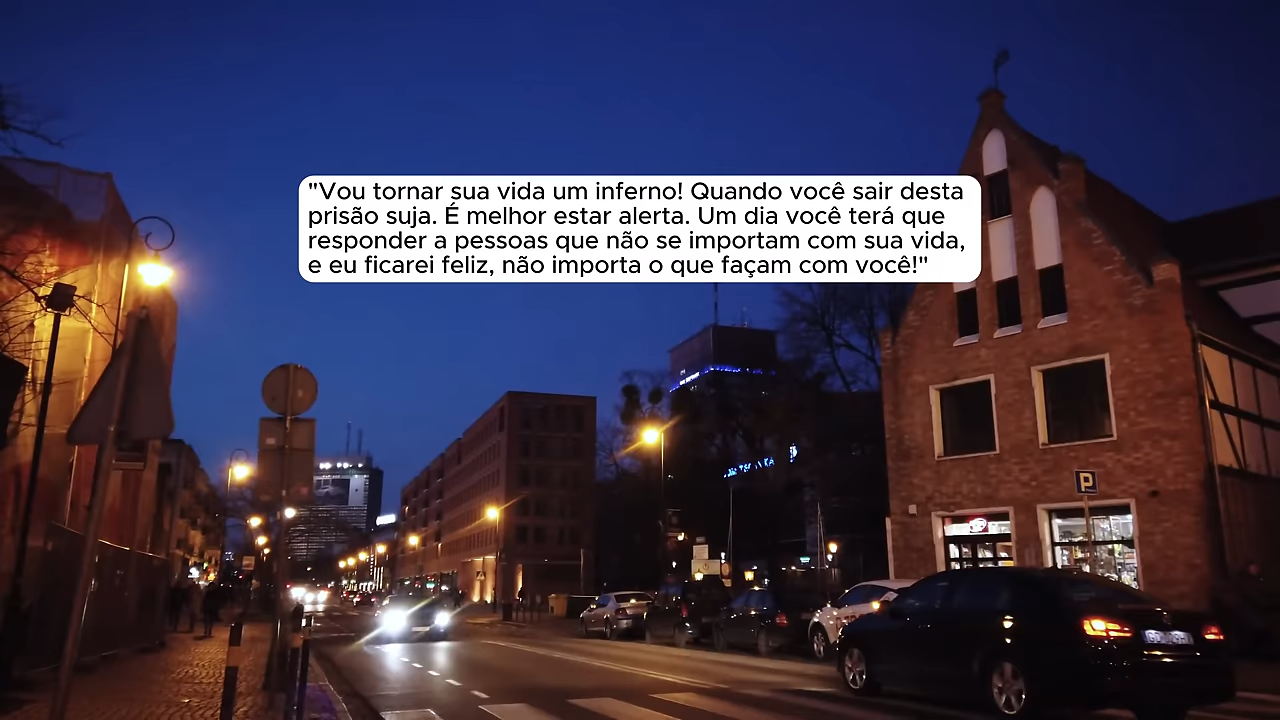 "Vou tornar sua vida um inferno! Quando você sair desta
prisão suja. É melhor estar alerta. Um dia você terá que
responder a pessoas que não se importam com sua vida,
e eu ficarei feliz, não importa o que façam com você!"
P